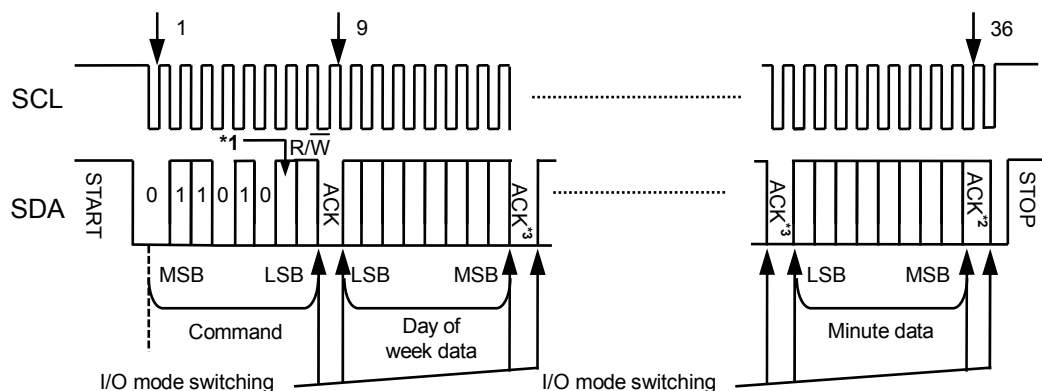 1 9 36
SCL
*1 R/W
SDA START 0 1 1 0 1 0 ACK ACK*3 ACK*3 ACK*2 STOP
MSB LSB LSB MSB LSB MSB
Command Day of week data Minute data
I/O mode switching I/O mode switching